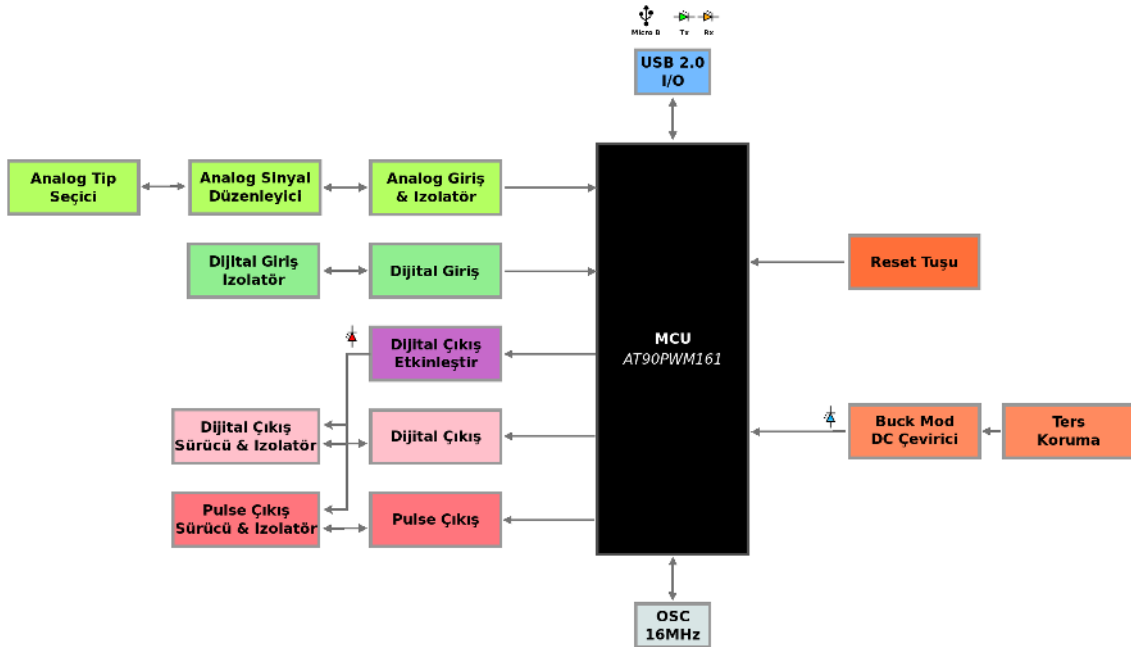 Micro B
Tx
Rx
USB 2.0
I/O
Analog Tip
Seçici
Analog Sinyal
Düzenleyici
Analog Giriş
& Izolatör
Dijital Giriş
Izolatör
Dijital Giriş
Reset Tuşu
MCU
AT90PWM161
Dijital Çıkış
Etkinleştir
Dijital Çıkış
Sürücü & Izolatör
Dijital Çıkış
Buck Mod
DC Çevirici
Ters
Koruma
Pulse Çıkış
Sürücü & Izolatör
Pulse Çıkış
OSC
16MHz